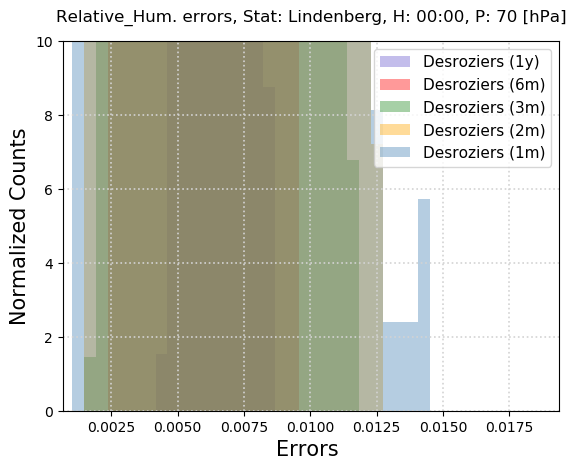 Relative_Hum. errors, Stat: Lindenberg, H: 00:00, P: 70 [hPa]
Desroziers (1y)
Desroziers (6m)
Desroziers (3m)
Desroziers (2m)
Desroziers (1m)
Normalized Counts
10
8
6
4
2
0
0.0025 0.0050 0.0075 0.0100 0.0125 0.0150 0.0175
Errors